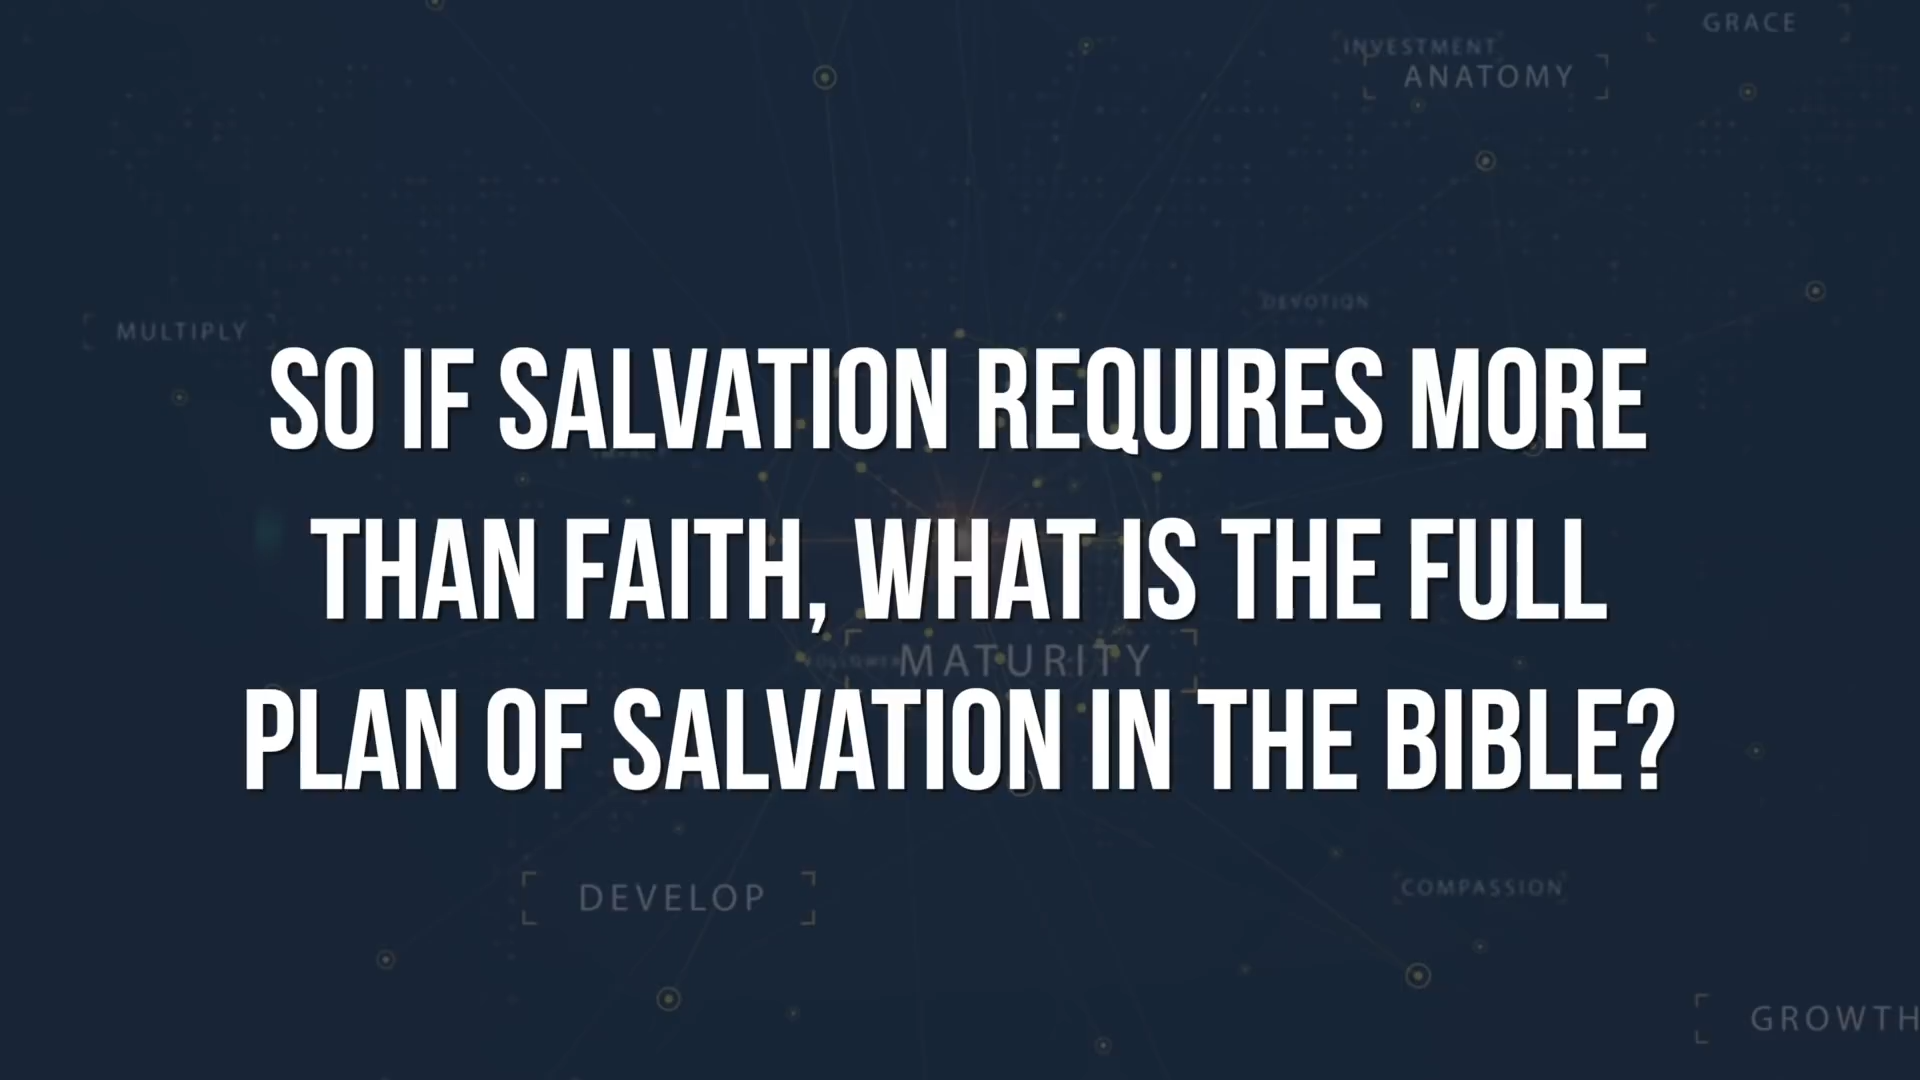 GRACE
INVESTMENT
ANATOMY
DEVOTION
MULTIPLY
SO IF SALVATION REQUIRES MORE
THAN FAITH, WHAT IS THE FULL
MATURITY
PLAN OF SALVATION IN THE BIBLE?
DEVELOP
COMPASSION
GROWTH